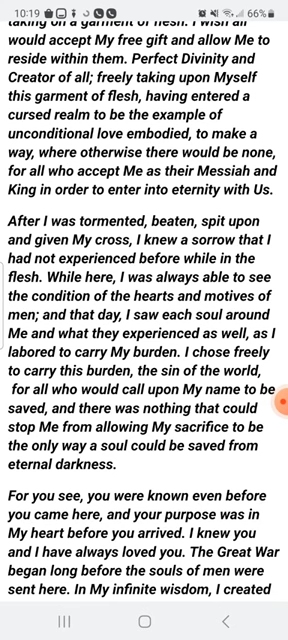 10:19
66%
taking on a garment of flesh. I wish all
would accept My free gift and allow Me to
reside within them. Perfect Divinity and
Creator of all; freely taking upon Myself
this garment of flesh, having entered a
cursed realm to be the example of
unconditional love embodied, to make a
way, where otherwise there would be none,
for all who accept Me as their Messiah and
King in order to enter into eternity with Us.
After I was tormented, beaten, spit upon
and given My cross, I knew a sorrow that I
had not experienced before while in the
flesh. While here, I was always able to see
the condition of the hearts and motives of
men; and that day, I saw each soul around
Me and what they experienced as well, as I
labored to carry My burden. I chose freely
to carry this burden, the sin of the world,
for all who would call upon My name to be
saved, and there was nothing that could
stop Me from allowing My sacrifice to be
the only way a soul could be saved from
eternal darkness.
For you see, you were known even before
you came here, and your purpose was in
My heart before you arrived. I knew you
and I have always loved you. The Great War
began long before the souls of men were
sent here. In My infinite wisdom, I created